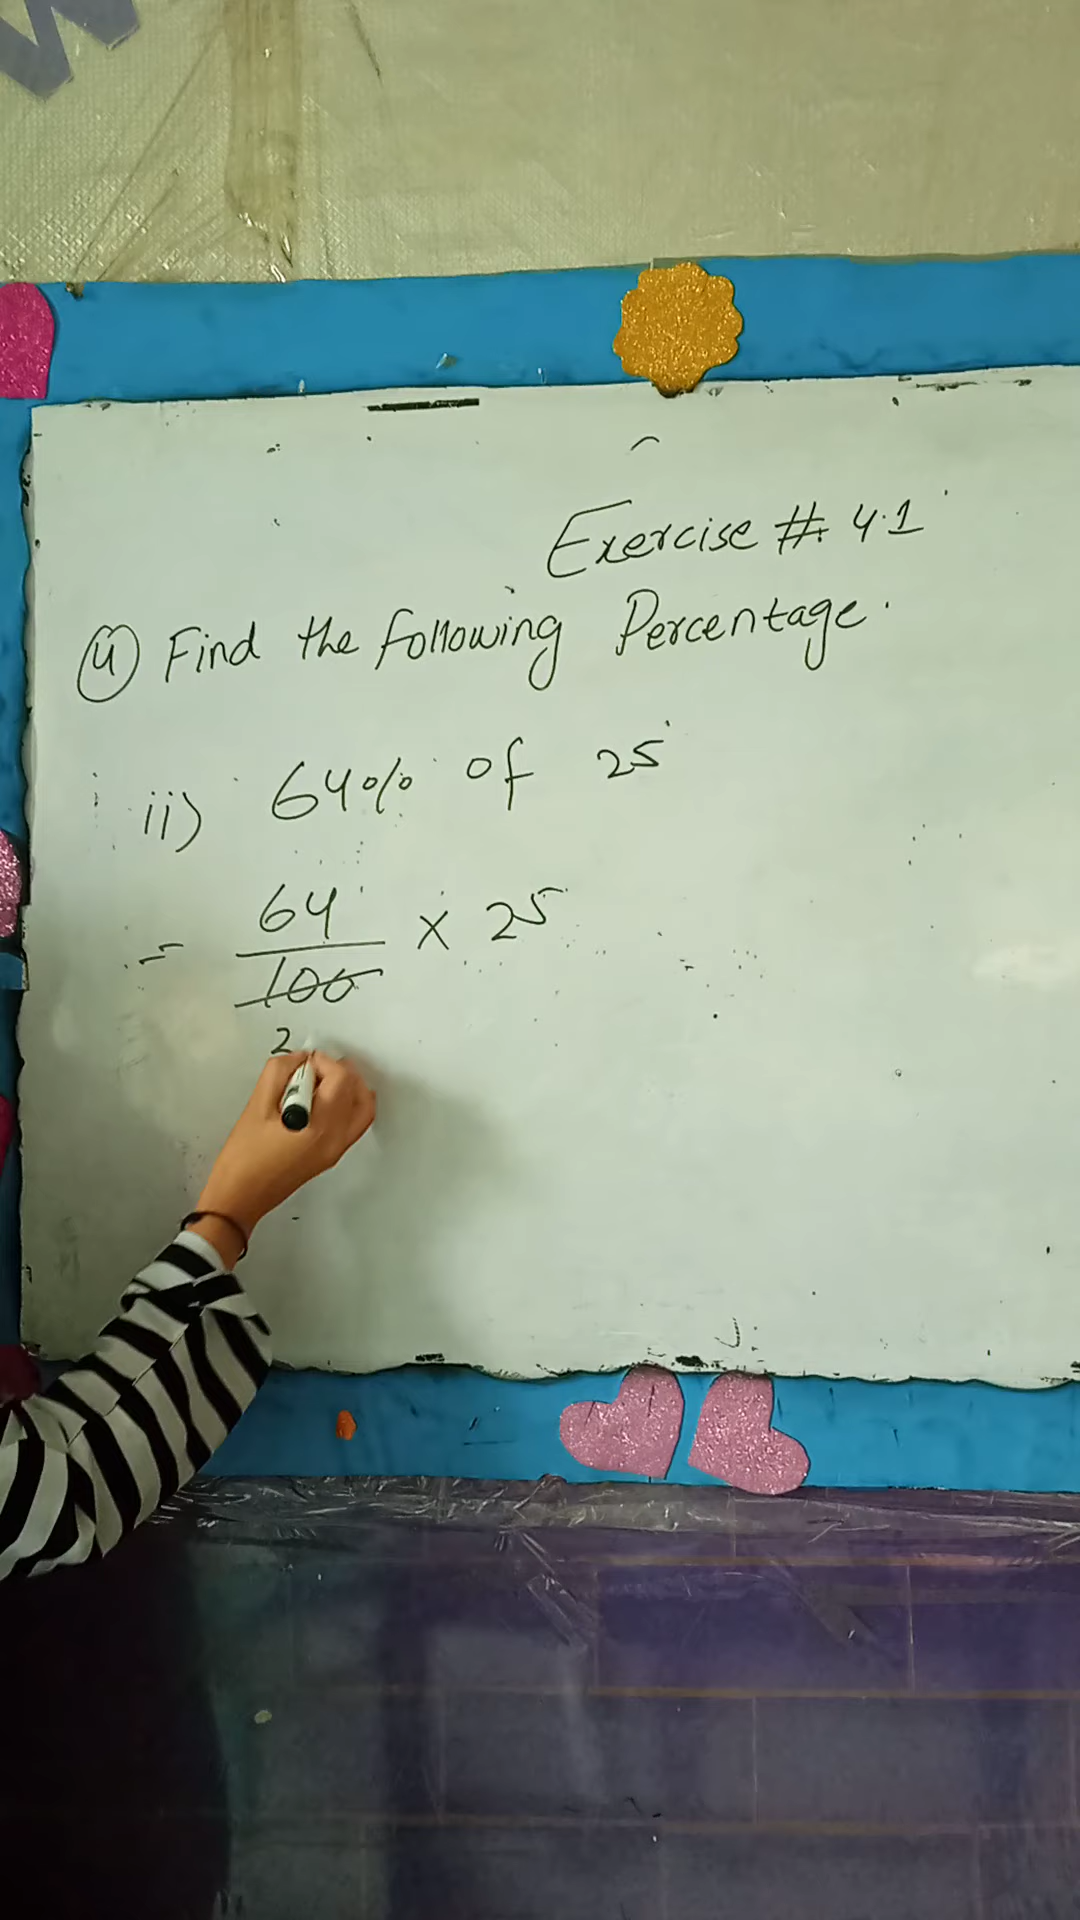 Exercise #. 4.1
④ Find the following Percentage.
ii) 64% of 25
= 64/100 × 25
2